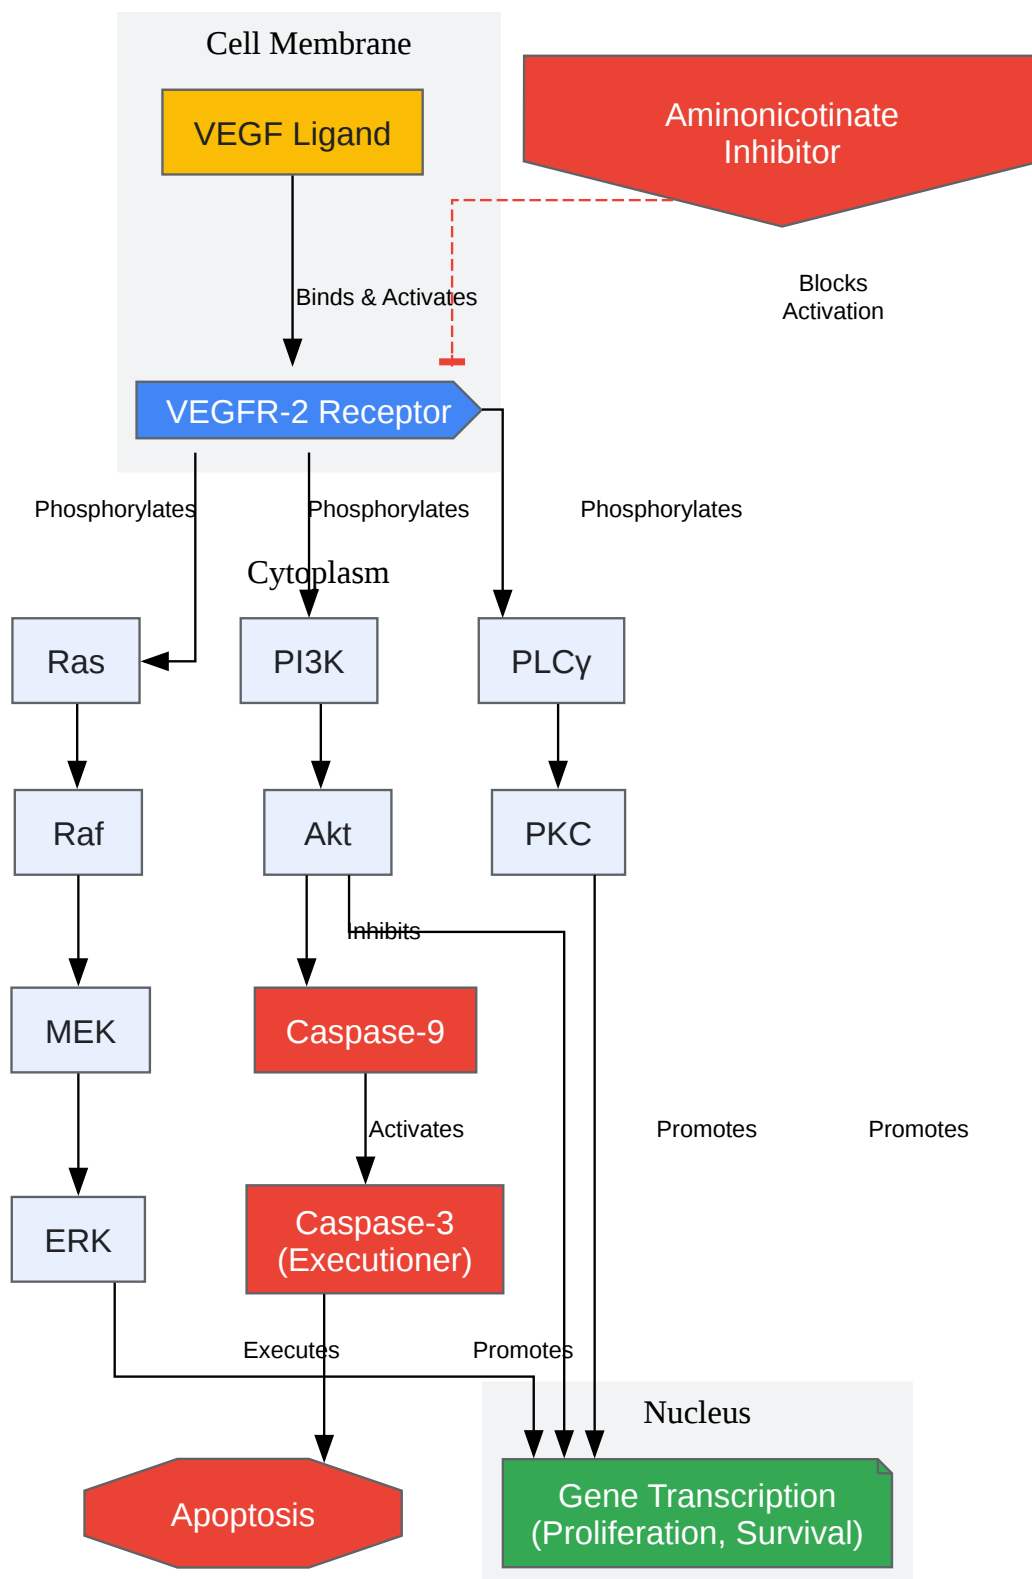 Cell Membrane
VEGF Ligand
Aminonicotinate
Inhibitor
Binds & Activates
Blocks
Activation
VEGFR-2 Receptor
Phosphorylates
Phosphorylates
Phosphorylates
Cytoplasm
Ras
PI3K
PLCγ
Raf
Akt
PKC
Inhibits
MEK
Caspase-9
Activates
Promotes
Promotes
ERK
Caspase-3
(Executioner)
Executes
Promotes
Nucleus
Apoptosis
Gene Transcription
(Proliferation, Survival)